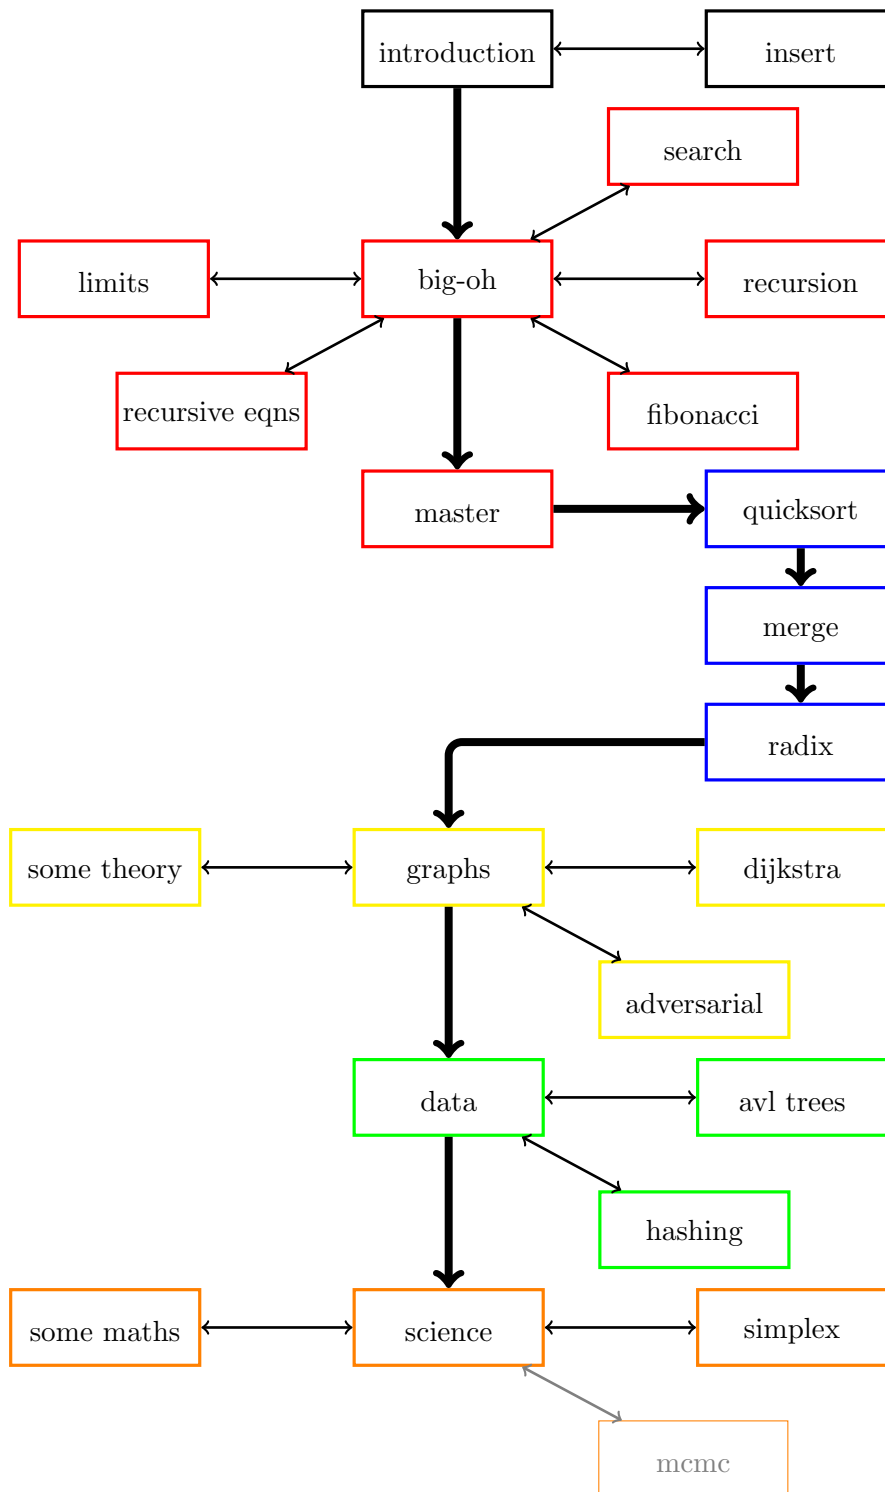 introduction
insert
search
limits
big-oh
recursion
recursive eqns
fibonacci
master
quicksort
merge
radix
some theory
graphs
dijkstra
adversarial
data
avl trees
hashing
some maths
science
simplex
mcmc